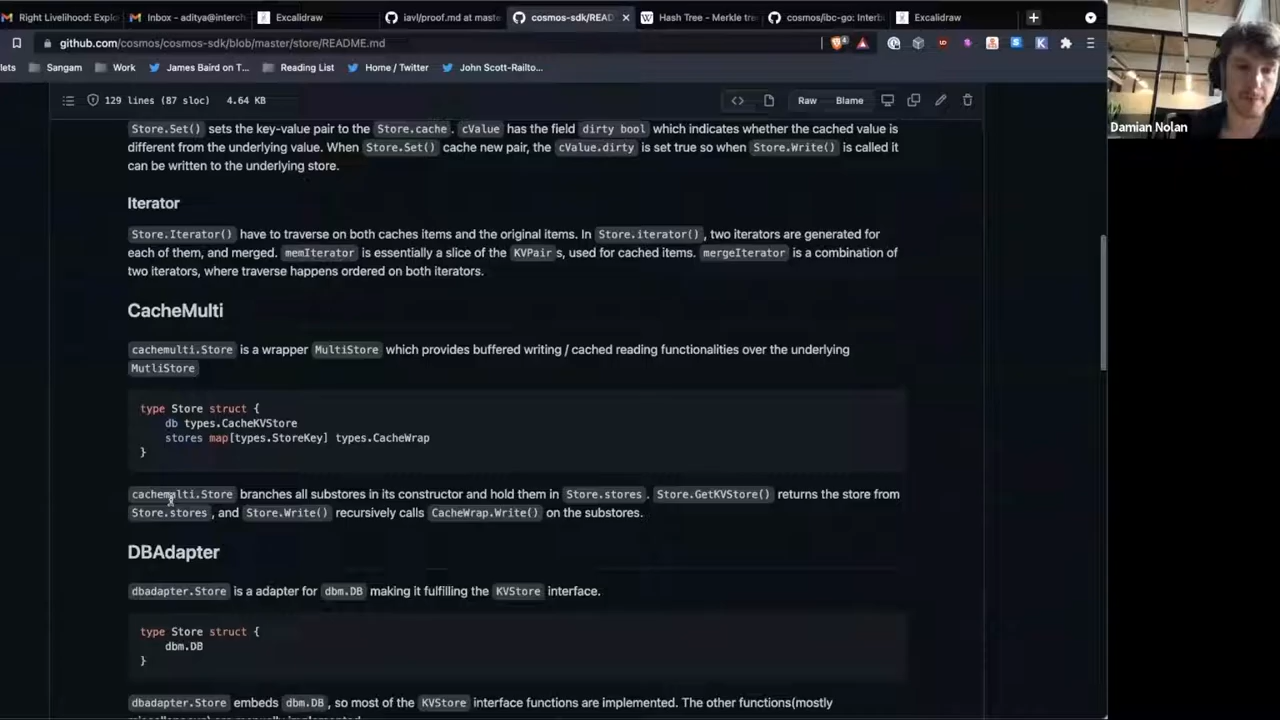 Right Livelihood: Explo
Inbox - aditya@interch
Excalidraw
iavl/proof.md at maste
cosmos-sdk/READ
Hash Tree - Merkle tre
cosmos/ibc-go: Interb
Excalidraw
github.com/cosmos/cosmos-sdk/blob/master/store/README.md
lets
Sangam
Work
James Baird on T...
Reading List
Home / Twitter
John Scott-Railto...
129 lines (87 sloc)
4.64 KB
Raw
Blame
Damian Nolan
Store.Set() sets the key-value pair to the Store.cache. cValue has the field dirty bool which indicates whether the cached value is
different from the underlying value. When Store.Set() cache new pair, the cValue.dirty is set true so when Store.Write() is called it
can be written to the underlying store.
Iterator
Store.Iterator() have to traverse on both caches items and the original items. In Store.iterator(), two iterators are generated for
each of them, and merged. memIterator is essentially a slice of the KVPair s, used for cached items. mergeIterator is a combination of
two iterators, where traverse happens ordered on both iterators.
CacheMulti
cachemulti.Store is a wrapper MultiStore which provides buffered writing / cached reading functionalities over the underlying
MutliStore
type Store struct {
db types.CacheKVStore
stores map[types.StoreKey] types.CacheWrap
}
cachemulti.Store branches all substores in its constructor and hold them in Store.stores. Store.GetKVStore() returns the store from
Store.stores, and Store.Write() recursively calls CacheWrap.Write() on the substores.
DBAdapter
dbadapter.Store is a adapter for dbm.DB making it fulfilling the KVStore interface.
type Store struct {
dbm.DB
}
dbadapter.Store embeds dbm.DB, so most of the KVStore interface functions are implemented. The other functions(mostly